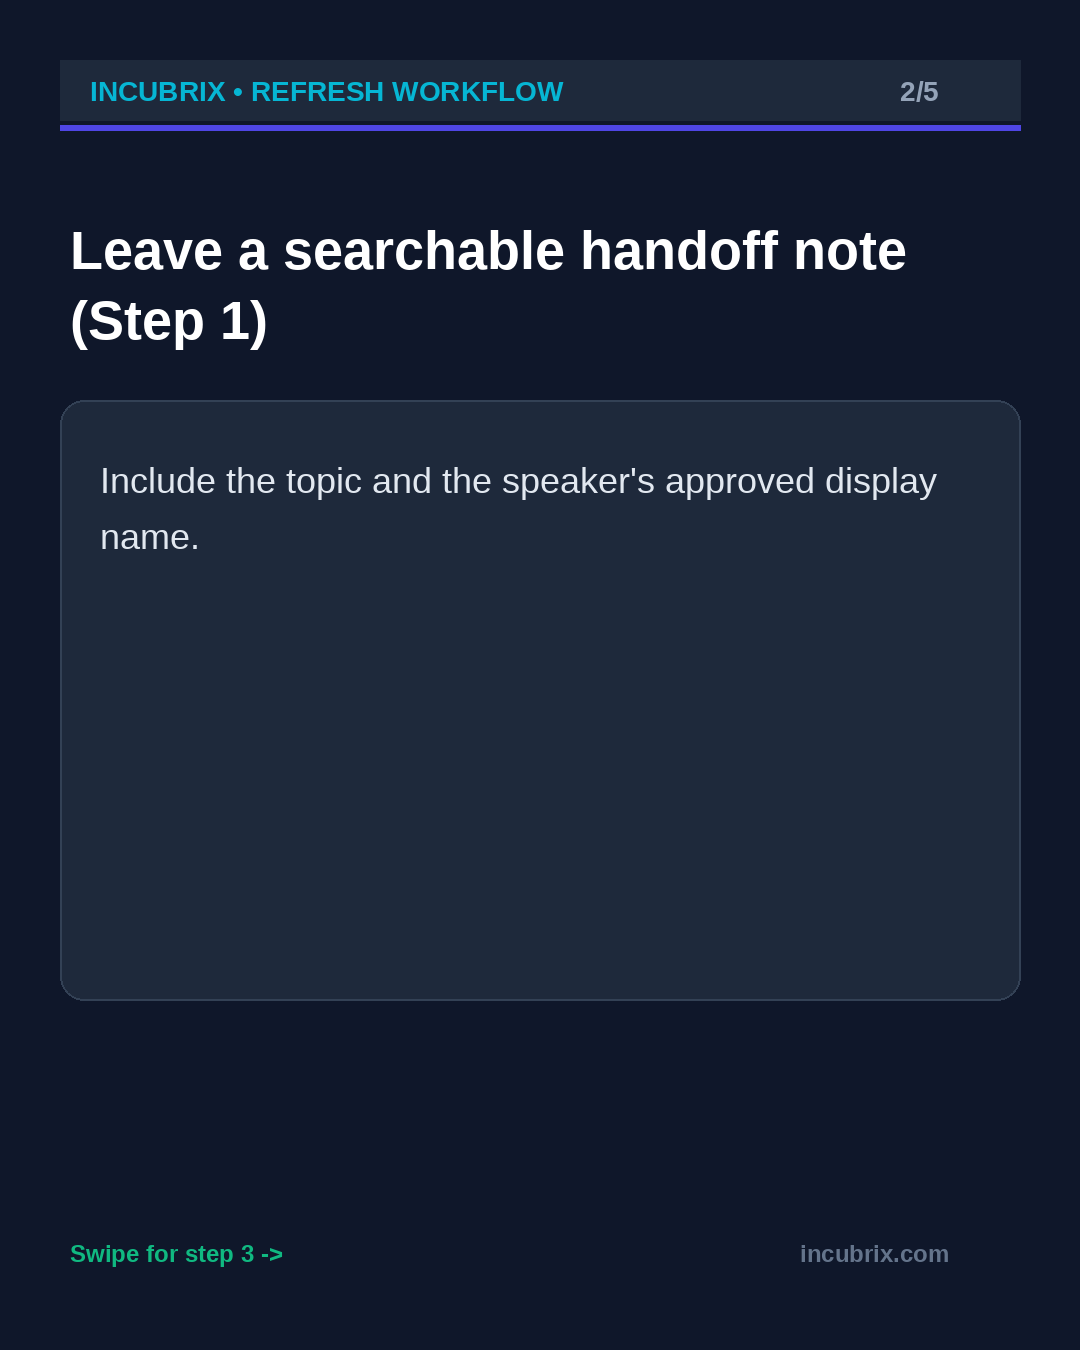 INCUBRIX • REFRESH WORKFLOW 2/5
Leave a searchable handoff note
(Step 1)
Include the topic and the speaker's approved display
name.
Swipe for step 3 -> incubrix.com